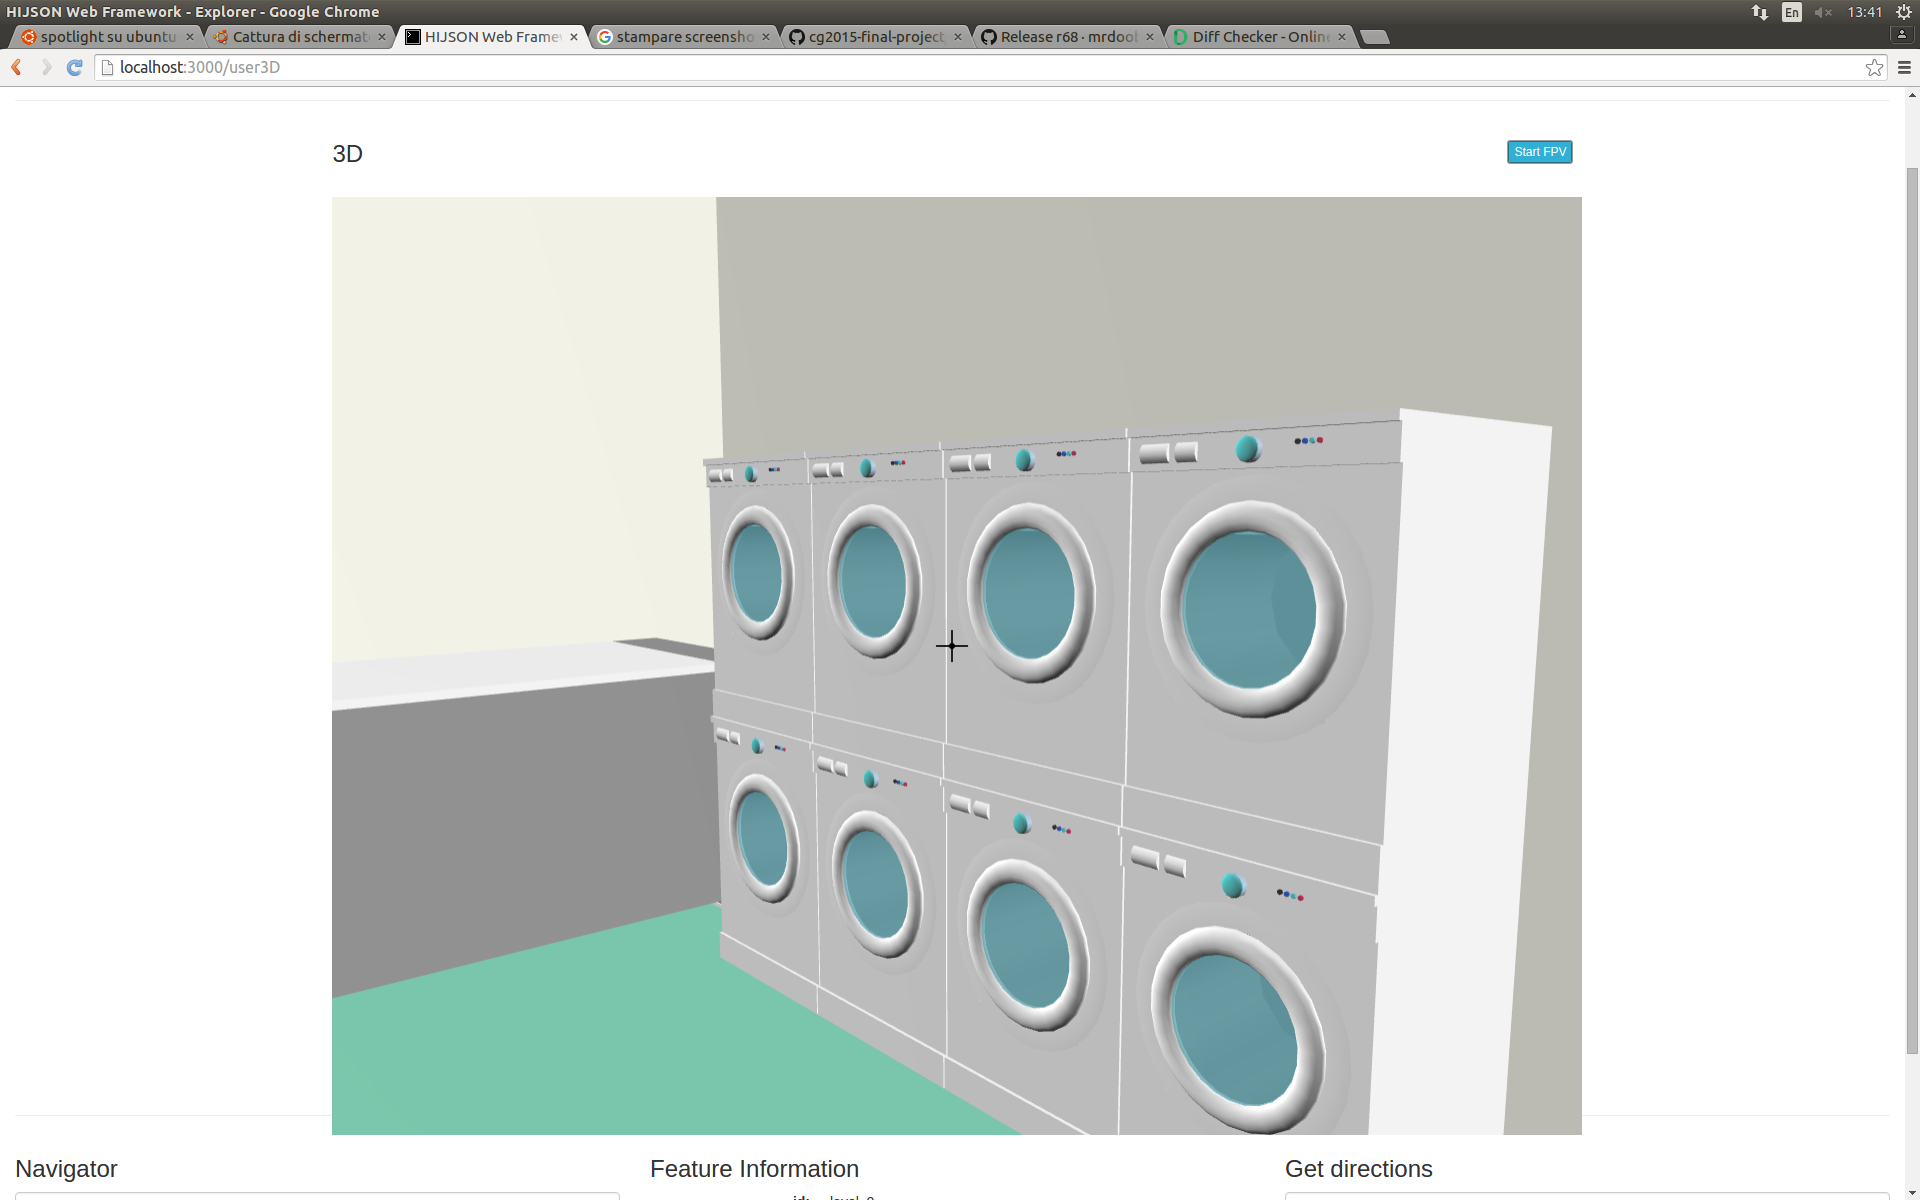 HIJSON Web Framework - Explorer - Google Chrome
En
13:41
spotlight su ubuntu
Cattura di schermat
HIJSON Web Frame
stampare screensho
cg2015-final-project
Release r68 · mrdoob
Diff Checker - Online
localhost:3000/user3D
3D
Start FPV
Navigator
Feature Information
Get directions